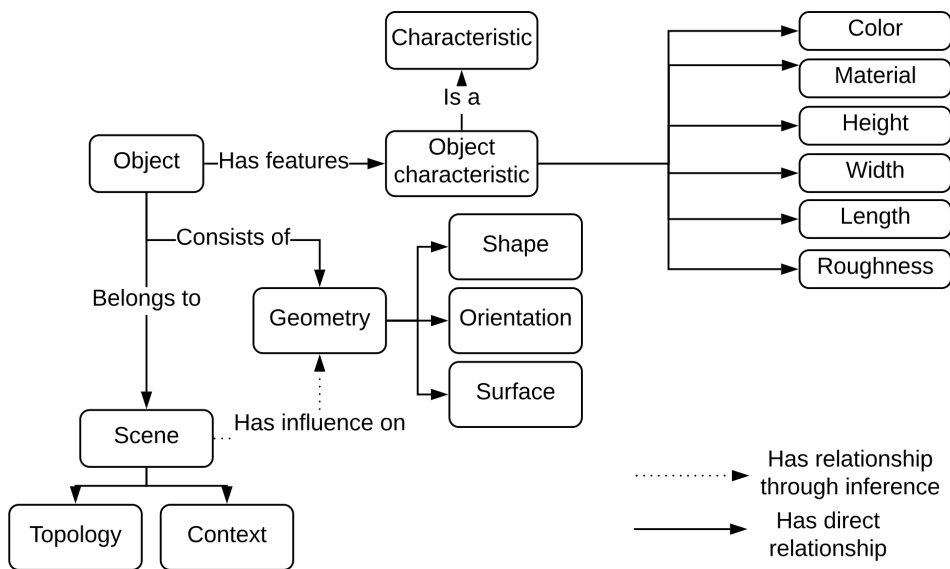 Characteristic
Is a
Object
Has features
Object
characteristic
Color
Material
Height
Width
Length
Roughness
Consists of
Belongs to
Geometry
Shape
Orientation
Surface
Scene
Has influence on
Topology
Context
Has relationship
through inference
Has direct
relationship